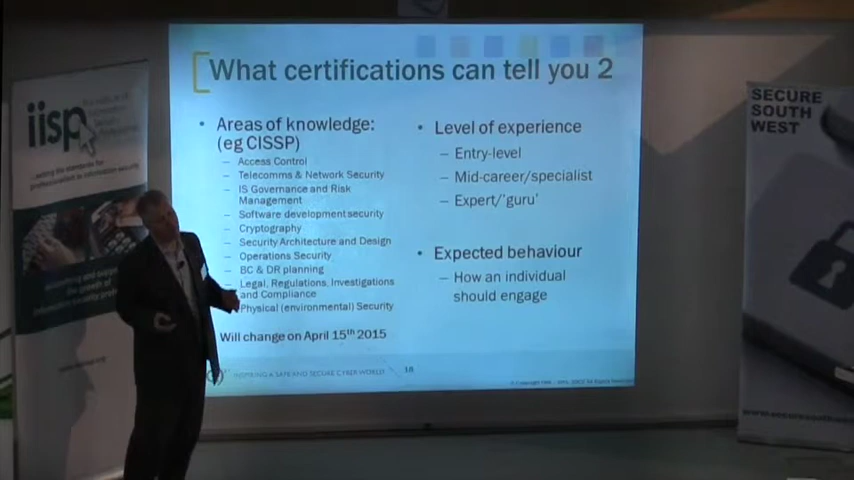 What certifications can tell you 2
• Areas of knowledge:
(eg CISSP)
– Access Control
– Telecomms & Network Security
– IS Governance and Risk
Management
– Software development security
– Cryptography
– Security Architecture and Design
– Operations Security
– BC & DR planning
– Legal, Regulations, Investigations
and Compliance
Physical (environmental) Security
Will change on April 15th 2015
• Level of experience
– Entry-level
– Mid-career/specialist
– Expert/'guru'
• Expected behaviour
– How an individual
should engage
INSPIRING A SAFE AND SECURE CYBER WORLD
18
iisp
SECURE
SOUTH
WEST